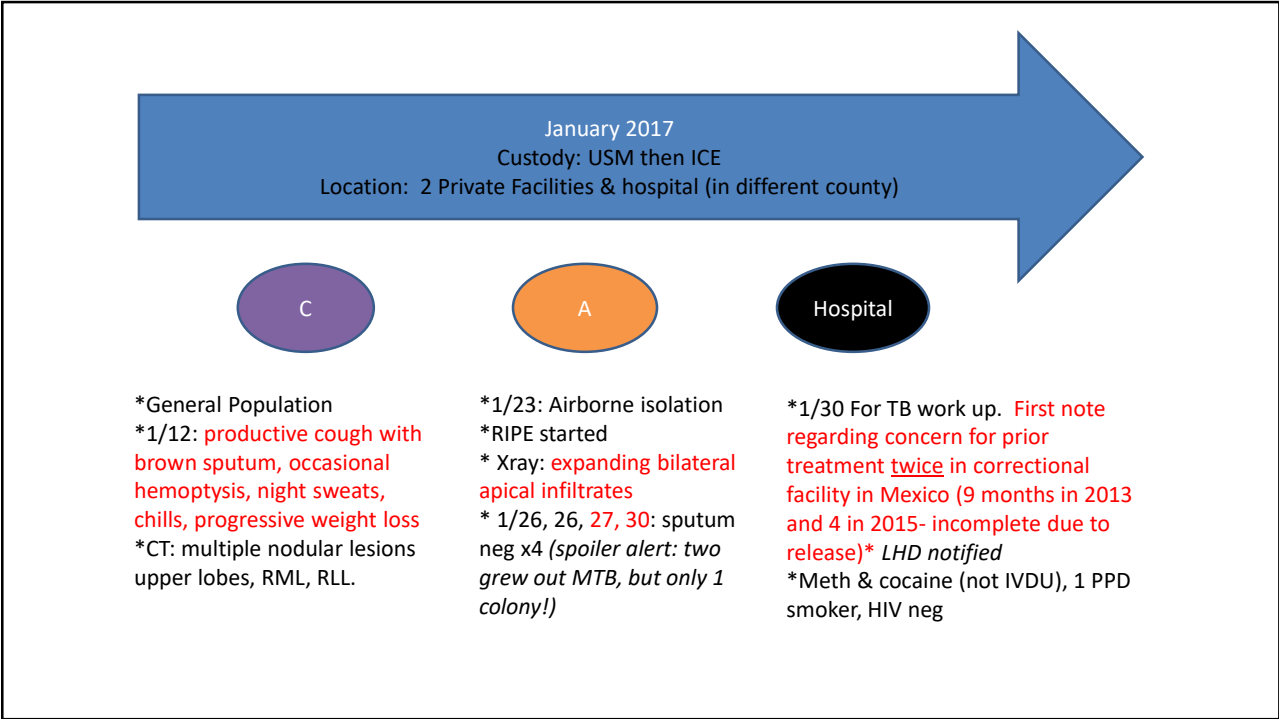 January 2017
Custody: USM then ICE
Location:  2 Private Facilities & hospital (in different county)
C
A
Hospital
*General Population
*1/12: productive cough with
brown sputum, occasional
hemoptysis, night sweats,
chills, progressive weight loss
*CT: multiple nodular lesions
upper lobes, RML, RLL.
*1/23: Airborne isolation
*RIPE started
* Xray: expanding bilateral
apical infiltrates
* 1/26, 26, 27, 30: sputum
neg x4 (spoiler alert: two
grew out MTB, but only 1
colony!)
*1/30 For TB work up.  First note
regarding concern for prior
treatment twice in correctional
facility in Mexico (9 months in 2013
and 4 in 2015- incomplete due to
release)* LHD notified
*Meth & cocaine (not IVDU), 1 PPD
smoker, HIV neg